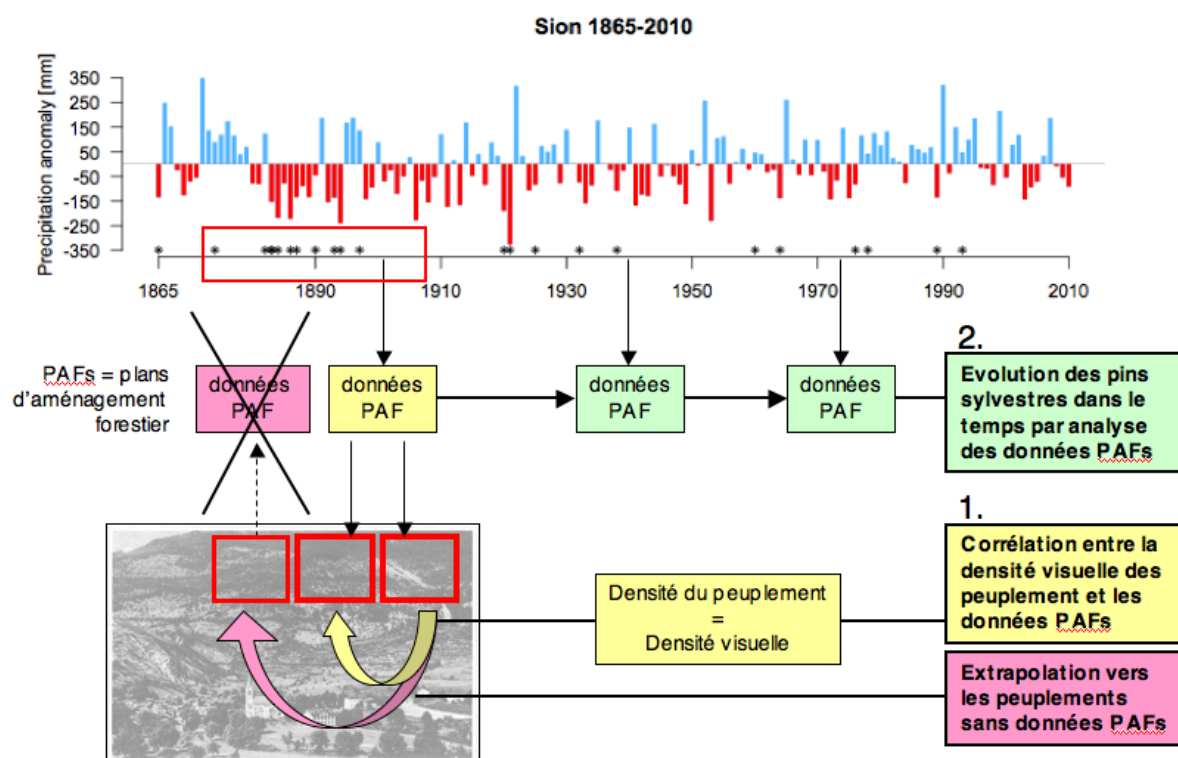 Sion 1865-2010
Precipitation anomaly [mm]
350
250
150
50
-50
-150
-250
-350
1865
1890
1910
1930
1950
1970
1990
2010
PAFs = plans
d'aménagement
forestier
données
PAF
données
PAF
données
PAF
données
PAF
2.
Evolution des pins
sylvestres dans le
temps par analyse
des données PAFs
1.
Corrélation entre la
densité visuelle des
peuplement et les
données PAFs
Densité du peuplement
=
Densité visuelle
Extrapolation vers
les peuplements
sans données PAFs